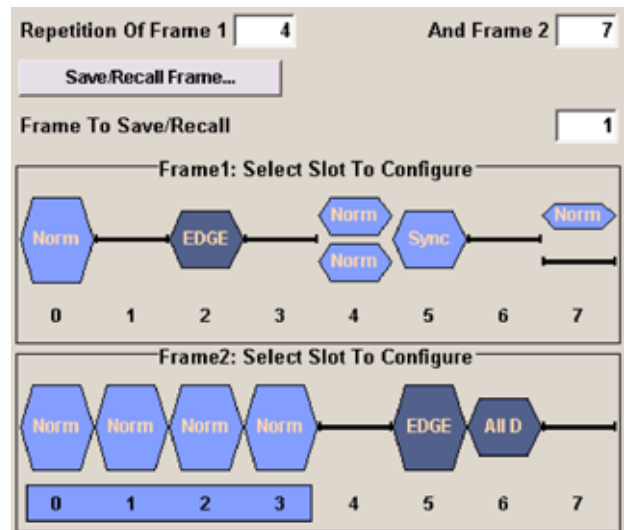 Repetition Of Frame 1 4 And Frame 2 7
Save/Recall Frame...
Frame To Save/Recall 1
Frame1: Select Slot To Configure
Norm EDGE Norm Sync Norm
Norm
0 1 2 3 4 5 6 7
Frame2: Select Slot To Configure
Norm Norm Norm Norm EDGE All D
0 1 2 3 4 5 6 7